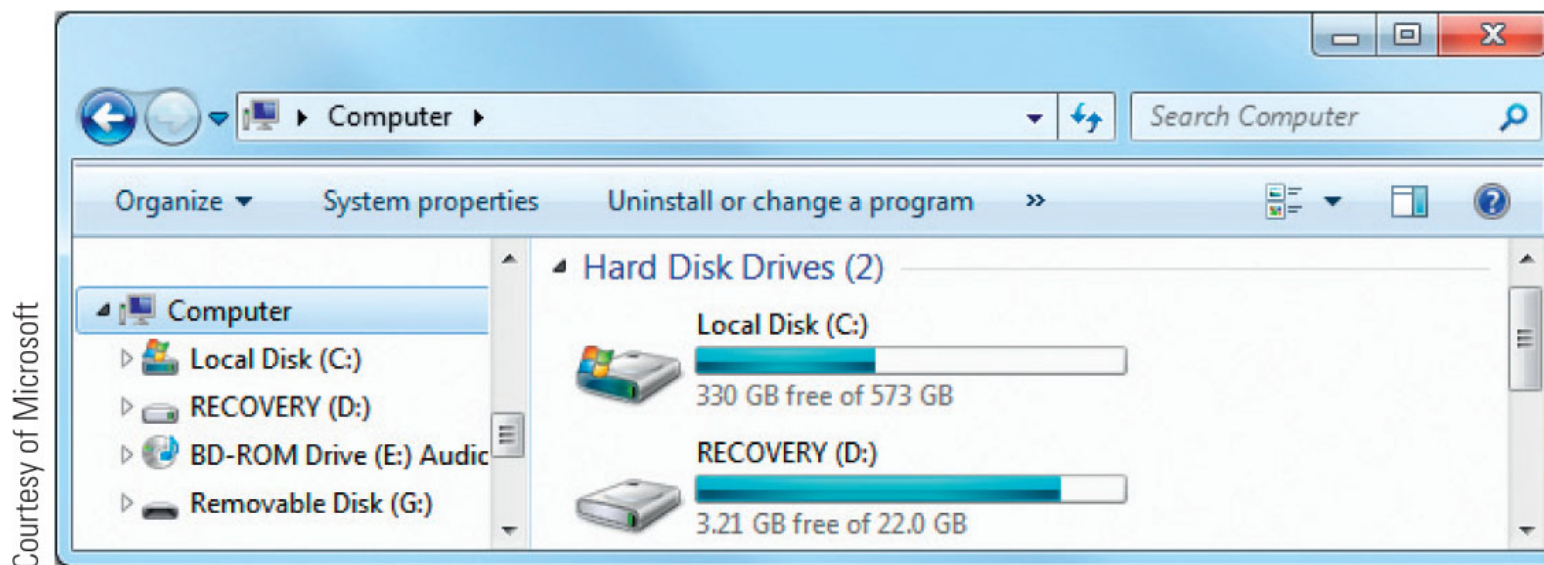 Courtesy of Microsoft
Computer
Search Computer
Organize
System properties
Uninstall or change a program
»
Computer
Local Disk (C:)
RECOVERY (D:)
BD-ROM Drive (E:) Audic
Removable Disk (G:)
Hard Disk Drives (2)
Local Disk (C:)
330 GB free of 573 GB
RECOVERY (D:)
3.21 GB free of 22.0 GB